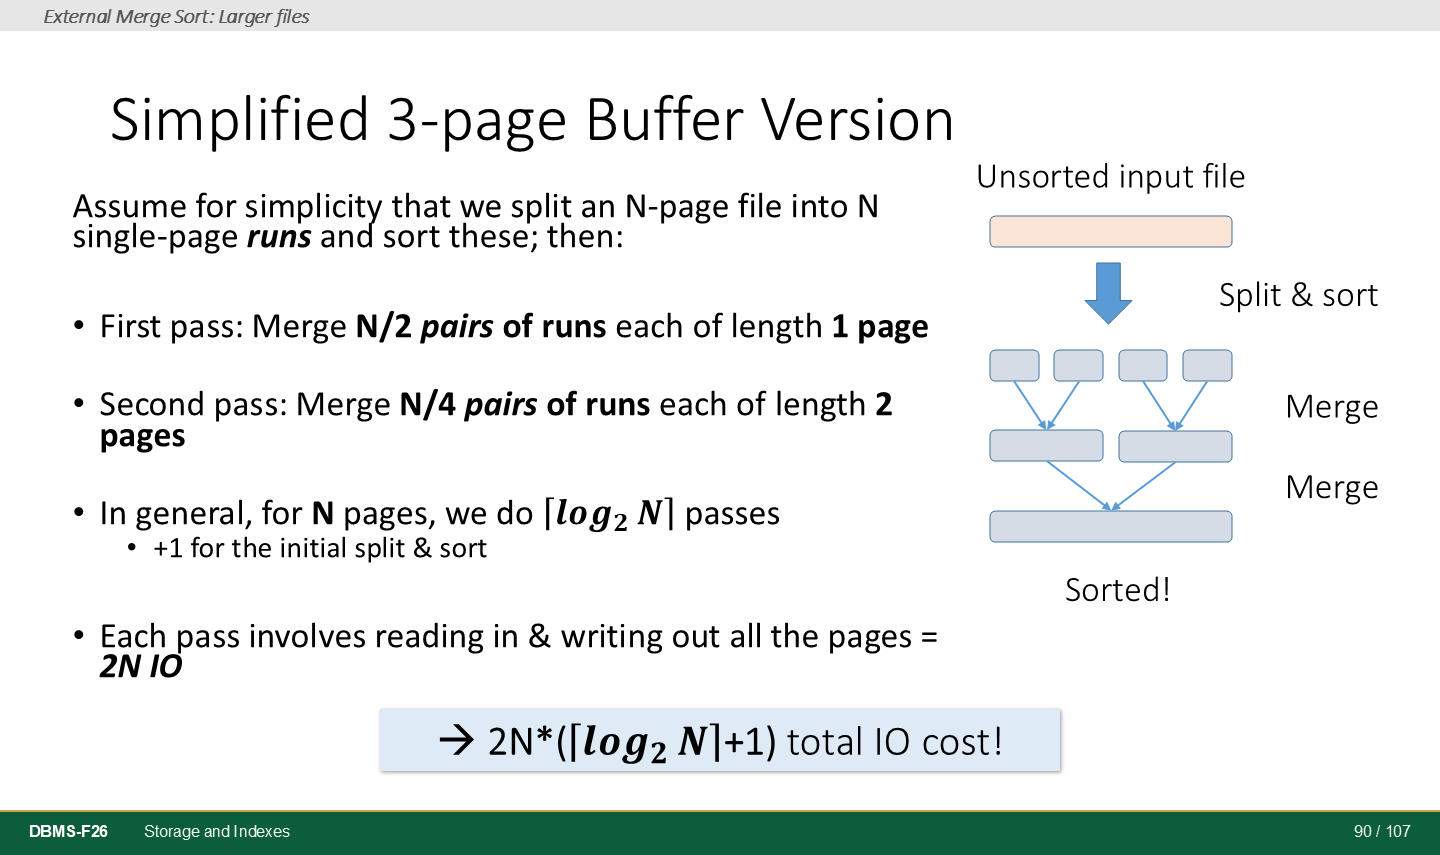 External Merge Sort: Larger files
Simplified 3-page Buffer Version
Assume for simplicity that we split an N-page file into N
single-page runs and sort these; then:
• First pass: Merge N/2 pairs of runs each of length 1 page
• Second pass: Merge N/4 pairs of runs each of length 2
pages
• In general, for N pages, we do ⌈log₂ N⌉ passes
• +1 for the initial split & sort
• Each pass involves reading in & writing out all the pages =
2N IO
→ 2N*(⌈log₂ N⌉+1) total IO cost!
Unsorted input file
Split & sort
Merge
Merge
Sorted!
DBMS-F26 Storage and Indexes 90 / 107